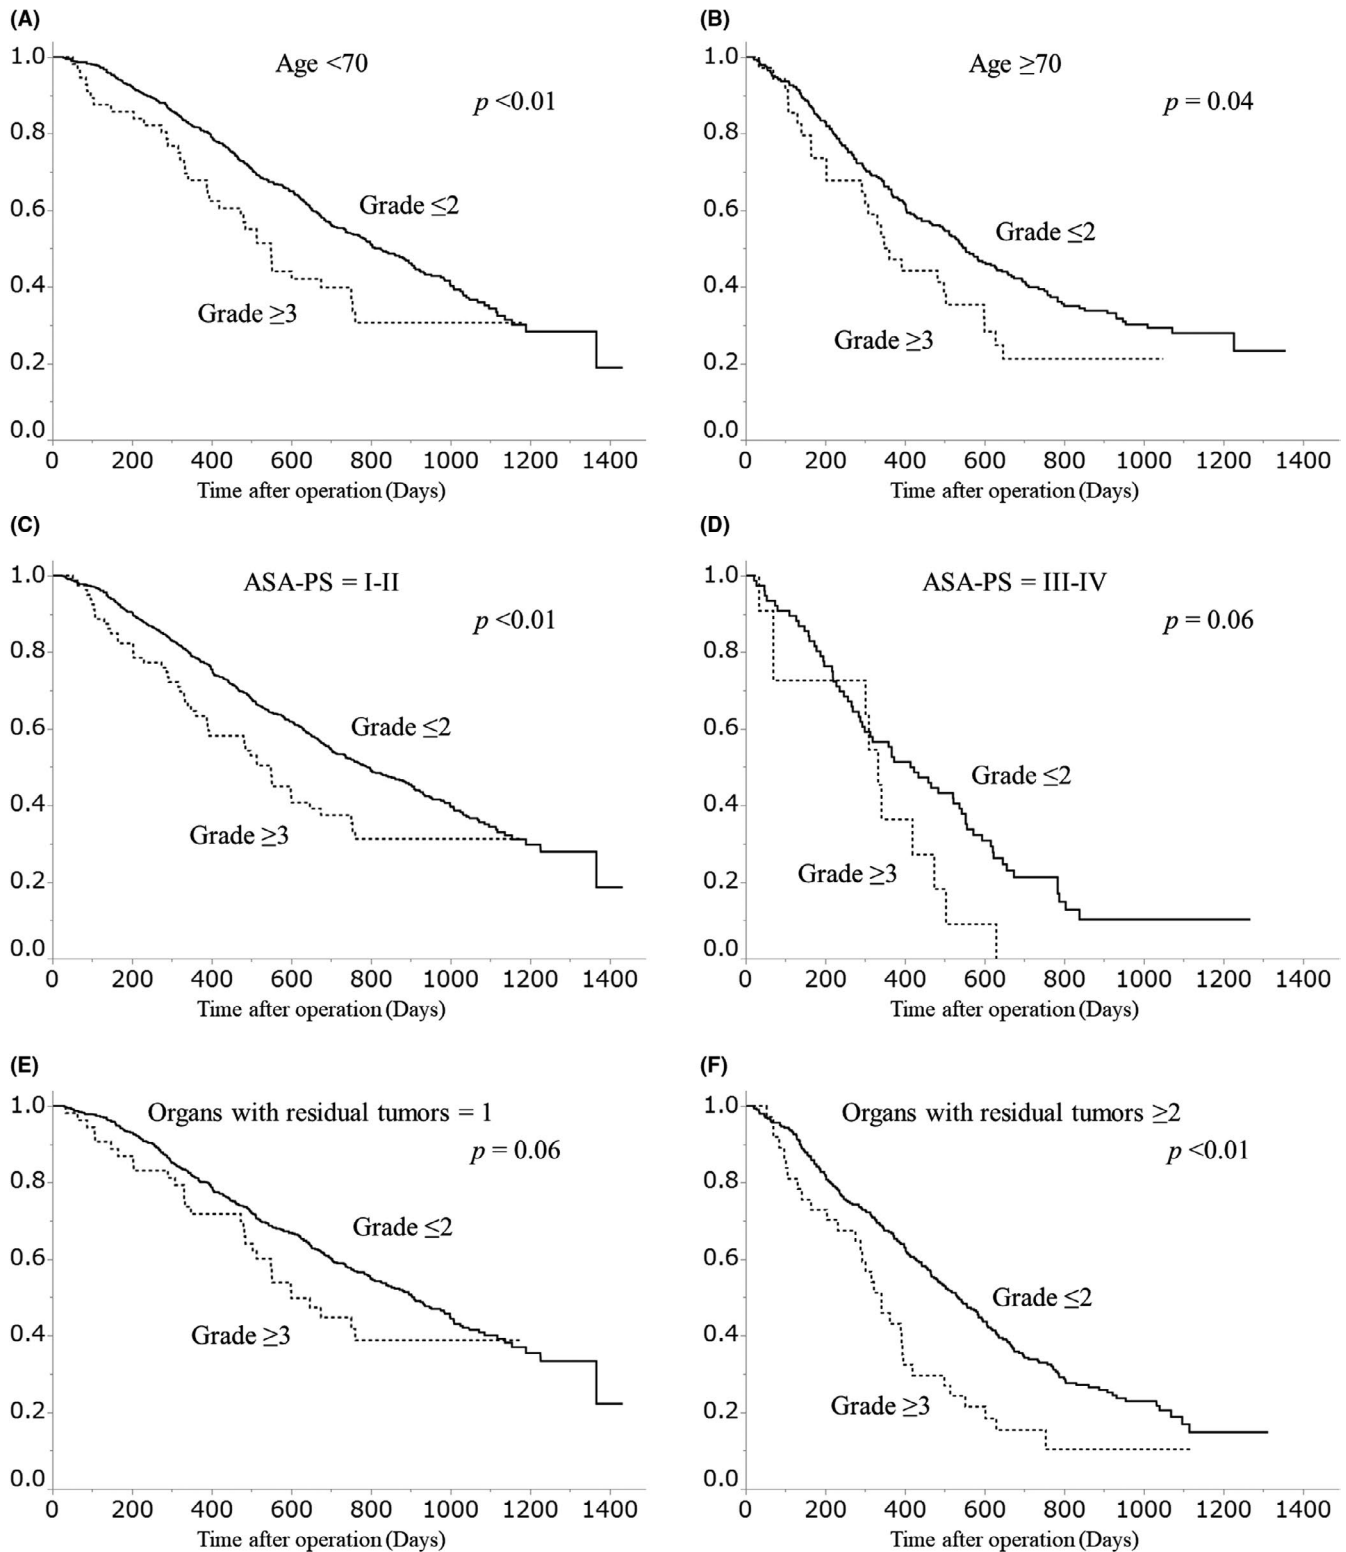 (A)
Age <70
p <0.01
1.0
0.8
0.6
0.4
0.2
0.0
Grade ≤2
Grade ≥3
0 200 400 600 800 1000 1200 1400
Time after operation (Days)
(B)
Age ≥70
p = 0.04
1.0
0.8
0.6
0.4
0.2
0.0
Grade ≤2
Grade ≥3
0 200 400 600 800 1000 1200 1400
Time after operation (Days)
(C)
ASA-PS = I-II
p <0.01
1.0
0.8
0.6
0.4
0.2
0.0
Grade ≤2
Grade ≥3
0 200 400 600 800 1000 1200 1400
Time after operation (Days)
(D)
ASA-PS = III-IV
p = 0.06
1.0
0.8
0.6
0.4
0.2
0.0
Grade ≤2
Grade ≥3
0 200 400 600 800 1000 1200 1400
Time after operation (Days)
(E)
Organs with residual tumors = 1
p = 0.06
1.0
0.8
0.6
0.4
0.2
0.0
Grade ≤2
Grade ≥3
0 200 400 600 800 1000 1200 1400
Time after operation (Days)
(F)
Organs with residual tumors ≥2
p <0.01
1.0
0.8
0.6
0.4
0.2
0.0
Grade ≤2
Grade ≥3
0 200 400 600 800 1000 1200 1400
Time after operation (Days)